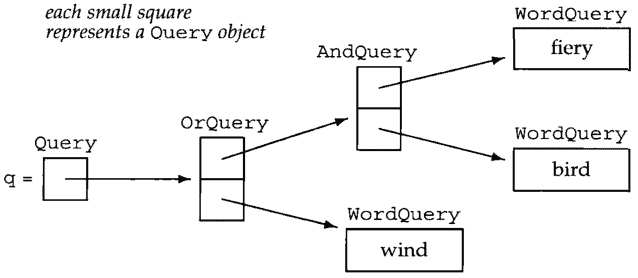 each small square
represents a Query object
WordQuery
fiery
AndQuery
OrQuery
Query
q =
WordQuery
bird
WordQuery
wind